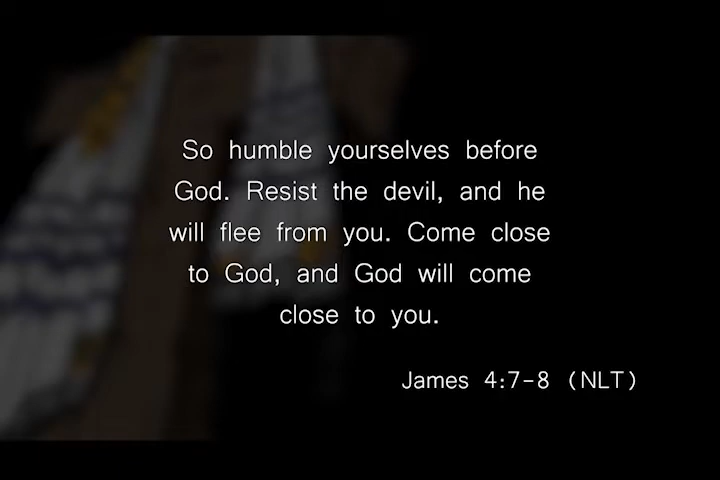 So humble yourselves before
God. Resist the devil, and he
will flee from you. Come close
to God, and God will come
close to you.
James 4:7-8 (NLT)